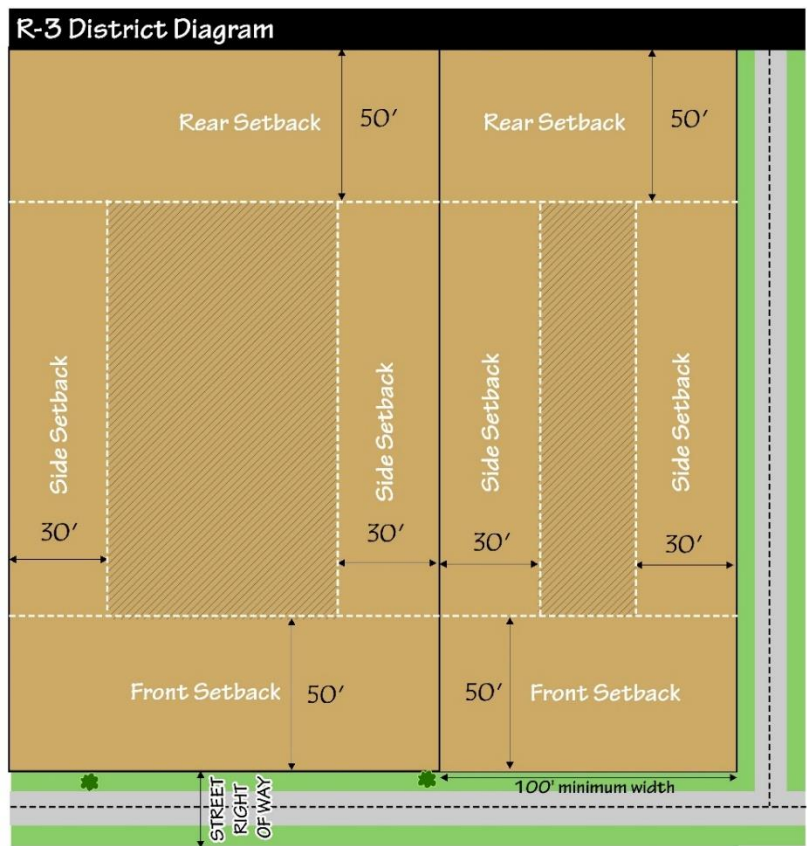 R-3 District Diagram
Rear Setback
50'
Rear Setback
50'
Side Setback
Side Setback
Side Setback
Side Setback
30'
30'
30'
30'
Front Setback
50'
50'
Front Setback
STREET
RIGHT
OF WAY
100' minimum width